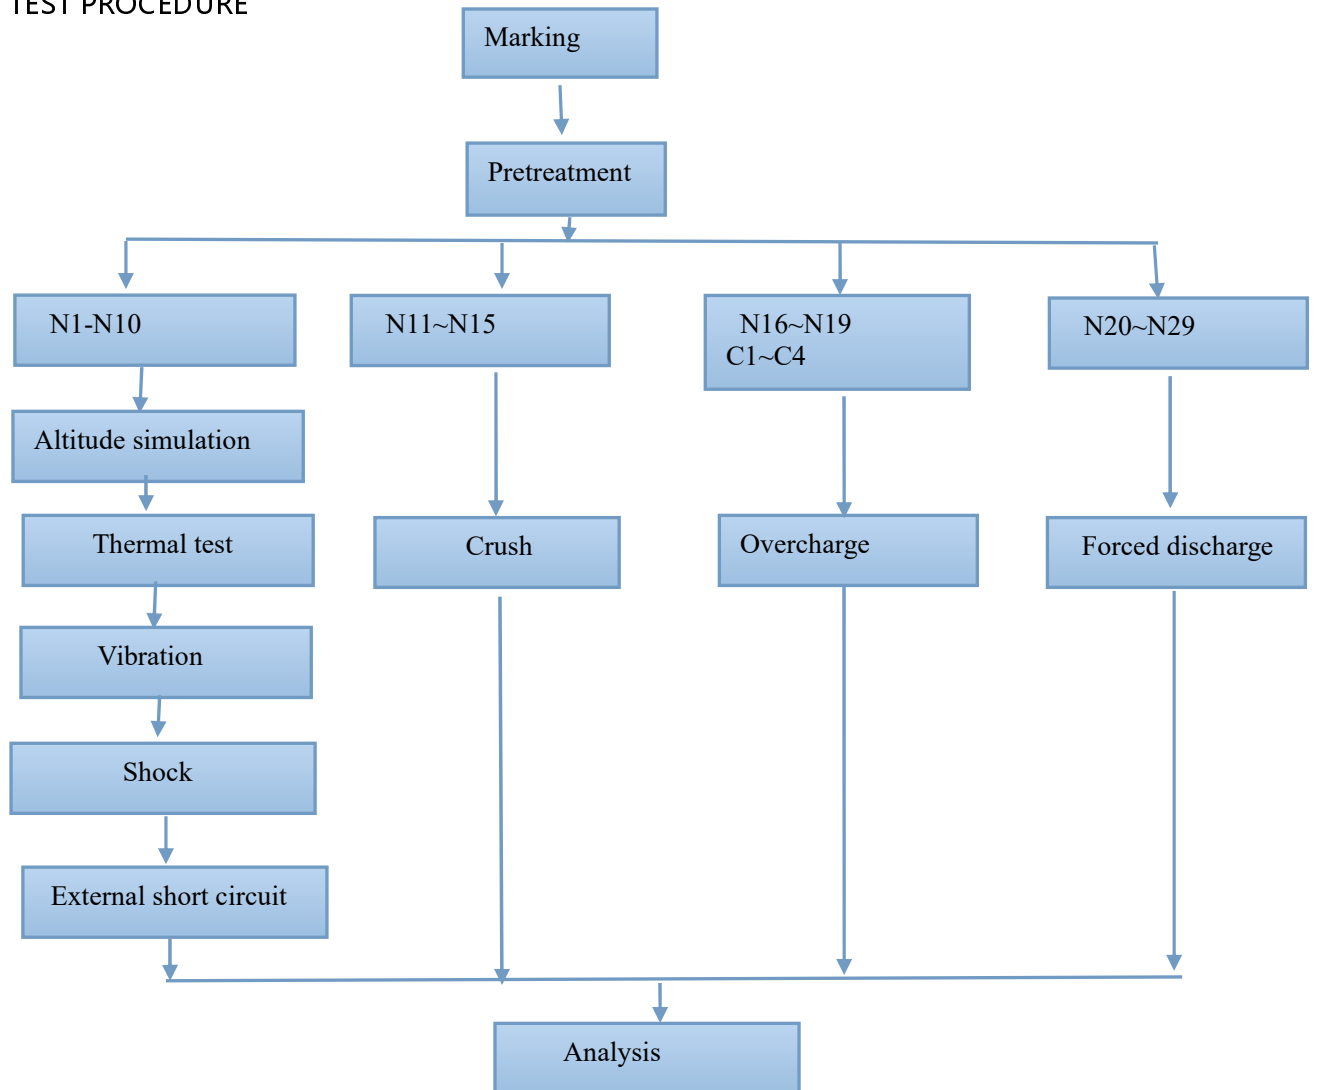 TEST PROCEDURE
Marking
Pretreatment
N1-N10
N11~N15
N16~N19
C1~C4
N20~N29
Altitude simulation
Thermal test
Crush
Overcharge
Forced discharge
Vibration
Shock
External short circuit
Analysis